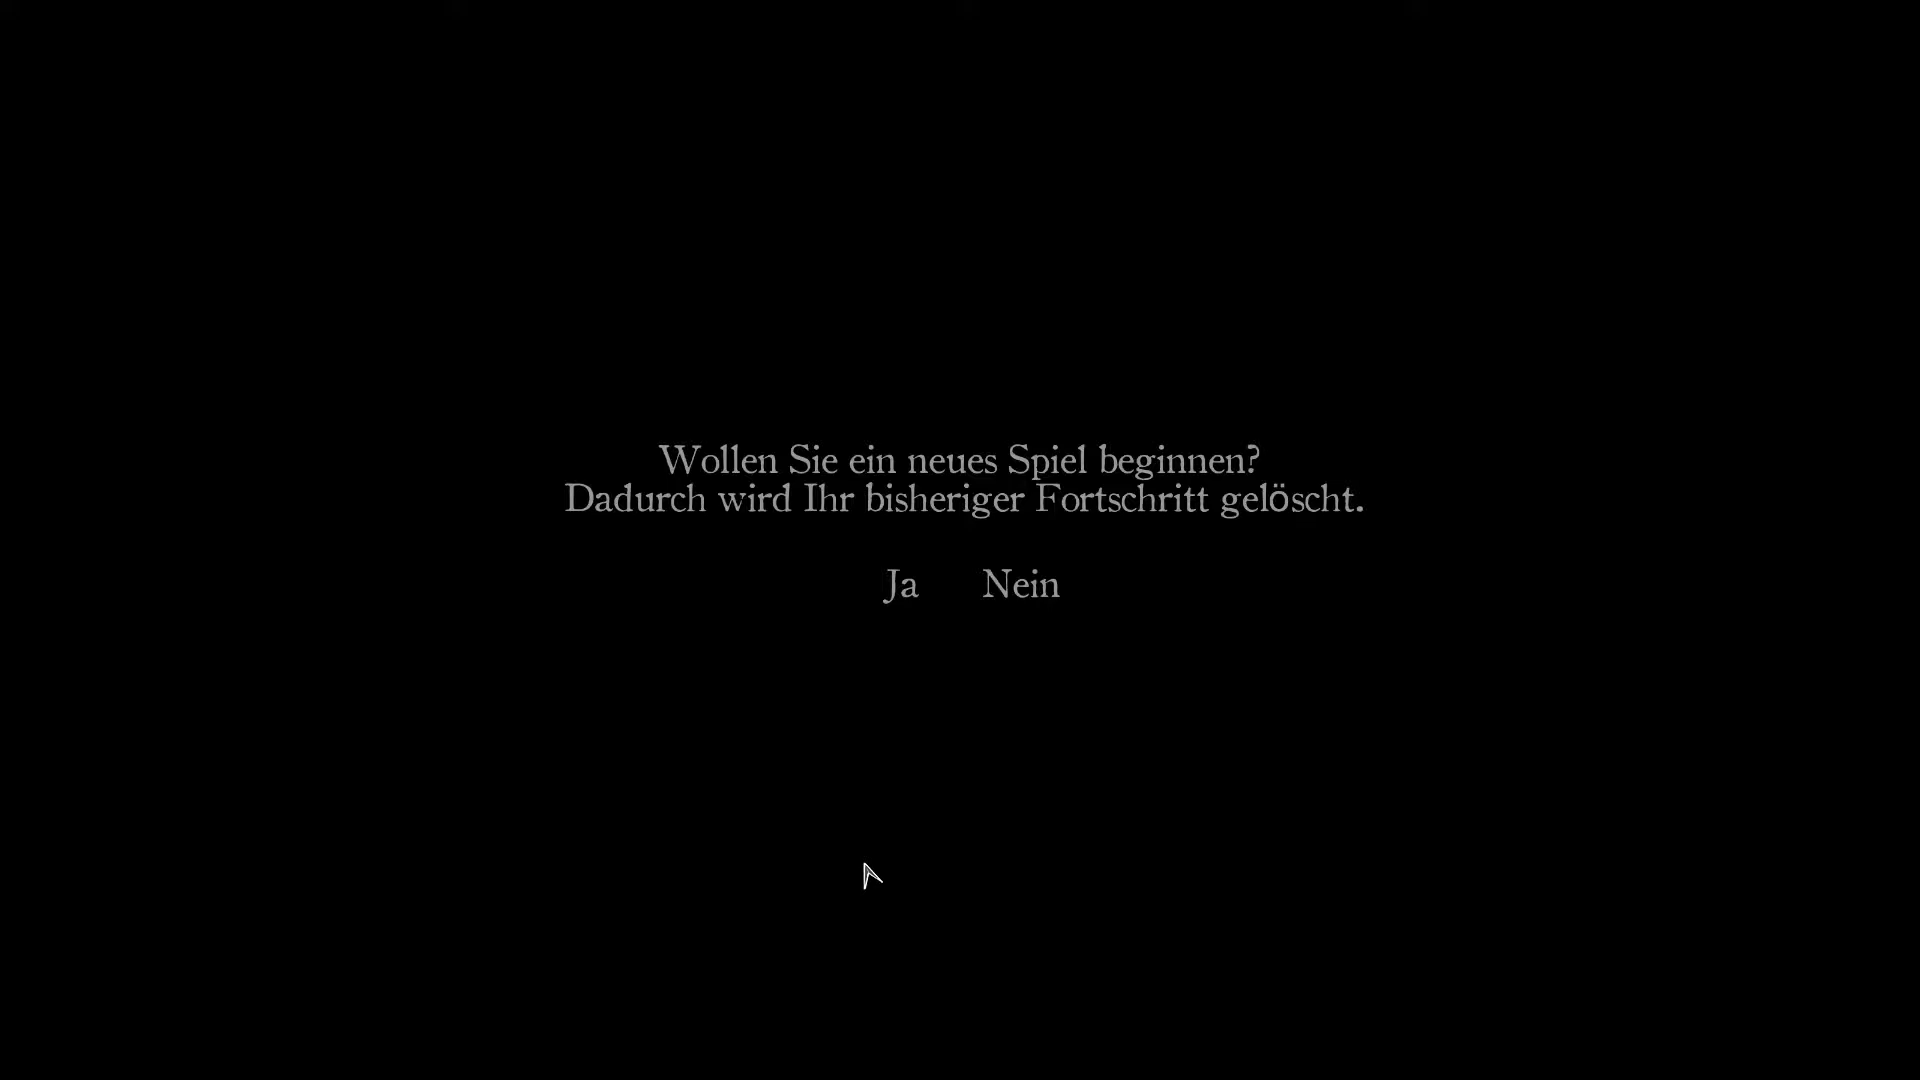 Wollen Sie ein neues Spiel beginnen?
Dadurch wird Ihr bisheriger Fortschritt gelöscht.
Ja Nein